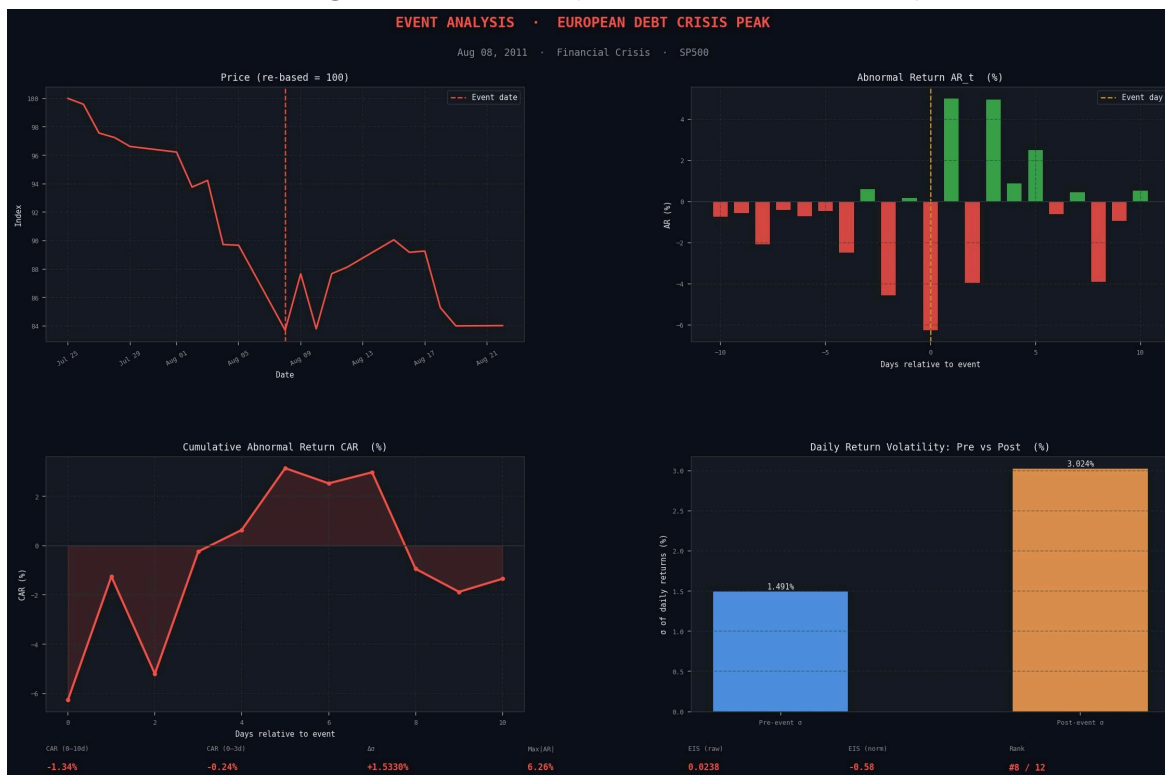 EVENT ANALYSIS · EUROPEAN DEBT CRISIS PEAK
Aug 08, 2011 · Financial Crisis · SP500
Price (re-based = 100)
Event date
100
98
96
94
92
90
88
86
84
Index
Jul 25
Jul 29
Aug 01
Aug 05
Aug 09
Aug 13
Aug 17
Aug 21
Date
Abnormal Return AR_t (%)
Event day
4
2
0
−2
−4
−6
AR (%)
−10
−5
0
5
10
Days relative to event
Cumulative Abnormal Return CAR (%)
2
0
−2
−4
−6
CAR (%)
0
2
4
6
8
10
Days relative to event
Daily Return Volatility: Pre vs Post (%)
3.024%
1.491%
3.0
2.5
2.0
1.5
1.0
0.5
0.0
σ of daily returns (%)
Pre-event σ
Post-event σ
CAR (0–10d)
CAR (0–3d)
Δσ
Max|AR|
EIS (raw)
EIS (norm)
Rank
-1.34%
-0.24%
+1.5330%
6.26%
0.0238
-0.58
#8 / 12